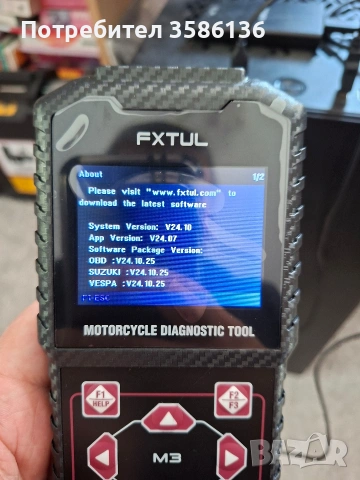 Потребител 3586136
FXTUL
About 1/2
Please visit "www.fxtul.com" to
download the latest software
System Version: V24.10
App Version: V24.07
Software Package Version:
OBD :V24.10.25
SUZUKI :V24.10.25
VESPA :V24.10.25
MOTORCYCLE DIAGNOSTIC TOOL
F1
HELP
F2
F3
M3
BAZAR
bg